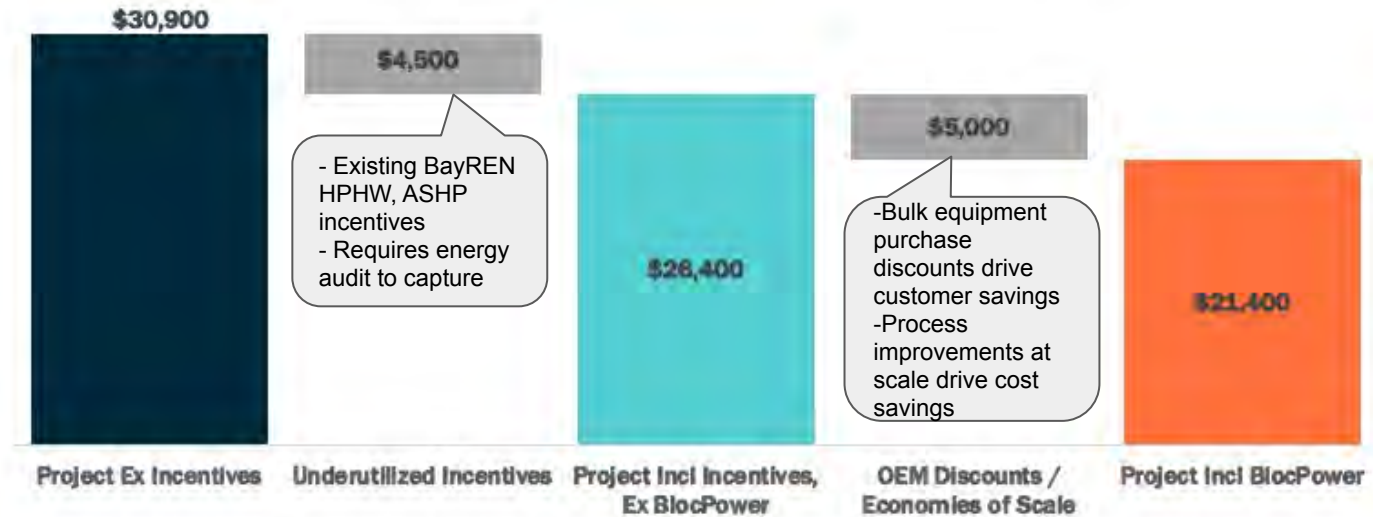 $30,900
$4,500
- Existing BayREN
HPHW, ASHP
incentives
- Requires energy
audit to capture
$26,400
$5,000
-Bulk equipment
purchase
discounts drive
customer savings
-Process
improvements at
scale drive cost
savings
$21,400
Project Ex Incentives
Underutilized Incentives
Project Incl Incentives,
Ex BlocPower
OEM Discounts /
Economies of Scale
Project Incl BlocPower